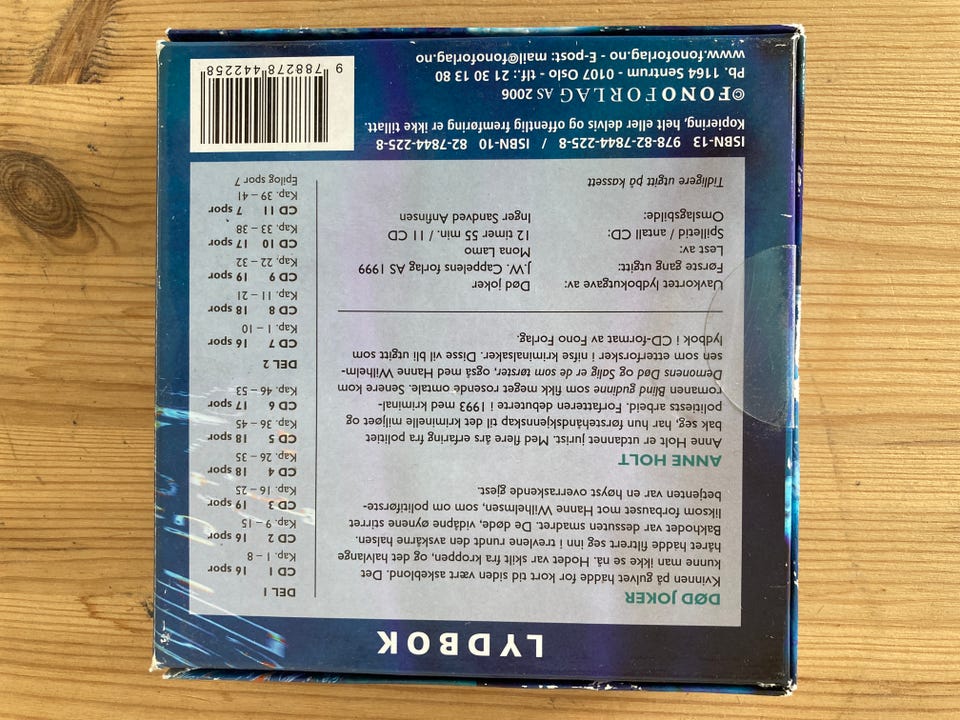 LYDBOK
DØD JOKER
Kvinnen på gulvet hadde for kort tid siden vært askeblond. Det
kunne man ikke se nå. Hodet var skilt fra kroppen, og det halvlange
håret hadde filtrert seg inn i trevlene rundt den avskårne halsen.
Bakhodet var dessuten smadret. De døde, vidåpne øynene stirret
liksom forbauset mot Hanne Wilhelmsen, som om politiførste-
betjenten var en høyst overraskende gjest.
ANNE HOLT
Anne Holt er utdannet jurist. Med flere års erfaring fra politiet
bak seg, har hun førstehåndskjennskap til det kriminelle miljøet og
politiets arbeid. Forfatteren debuterte i 1993 med kriminal-
romanen Blind gudinne som fikk meget rosende omtale. Senere kom
Demonens Død og Salig er de som tørster, også med Hanne Wilhelm-
sen som etterforsker i nifse kriminalsaker. Disse vil bli utgitt som
lydbok i CD-format av Fono Forlag.
Uavkortet lydbokutgave av: Død joker
Første gang utgitt: J.W. Cappelens forlag AS 1999
Lest av: Mona Lamo
Spilletid / antall CD: 12 timer 55 min. / 11 CD
Omslagsbilde: Inger Sandved Anfinsen
Tidligere utgitt på kassett
DEL 1
CD 1 16 spor
Kap. 1 – 8
CD 2 16 spor
Kap. 9 – 15
CD 3 19 spor
Kap. 16 – 25
CD 4 18 spor
Kap. 26 – 35
CD 5 18 spor
Kap. 36 – 45
CD 6 17 spor
Kap. 46 – 53
DEL 2
CD 7 16 spor
Kap. 1 – 10
CD 8 18 spor
Kap. 11 – 21
CD 9 19 spor
Kap. 22 – 32
CD 10 17 spor
Kap. 33 – 38
CD 11 7 spor
Kap. 39 – 41
Epilog spor 7
ISBN-13 978-82-7844-225-8 / ISBN-10 82-7844-225-8
Kopiering, helt eller delvis og offentlig fremføring er ikke tillatt.
©FONOFORLAG AS 2006
Pb. 1164 Sentrum - 0107 Oslo - tlf.: 21 30 13 80
www.fonoforlag.no - E-post: mail@fonoforlag.no
9 788278 442258